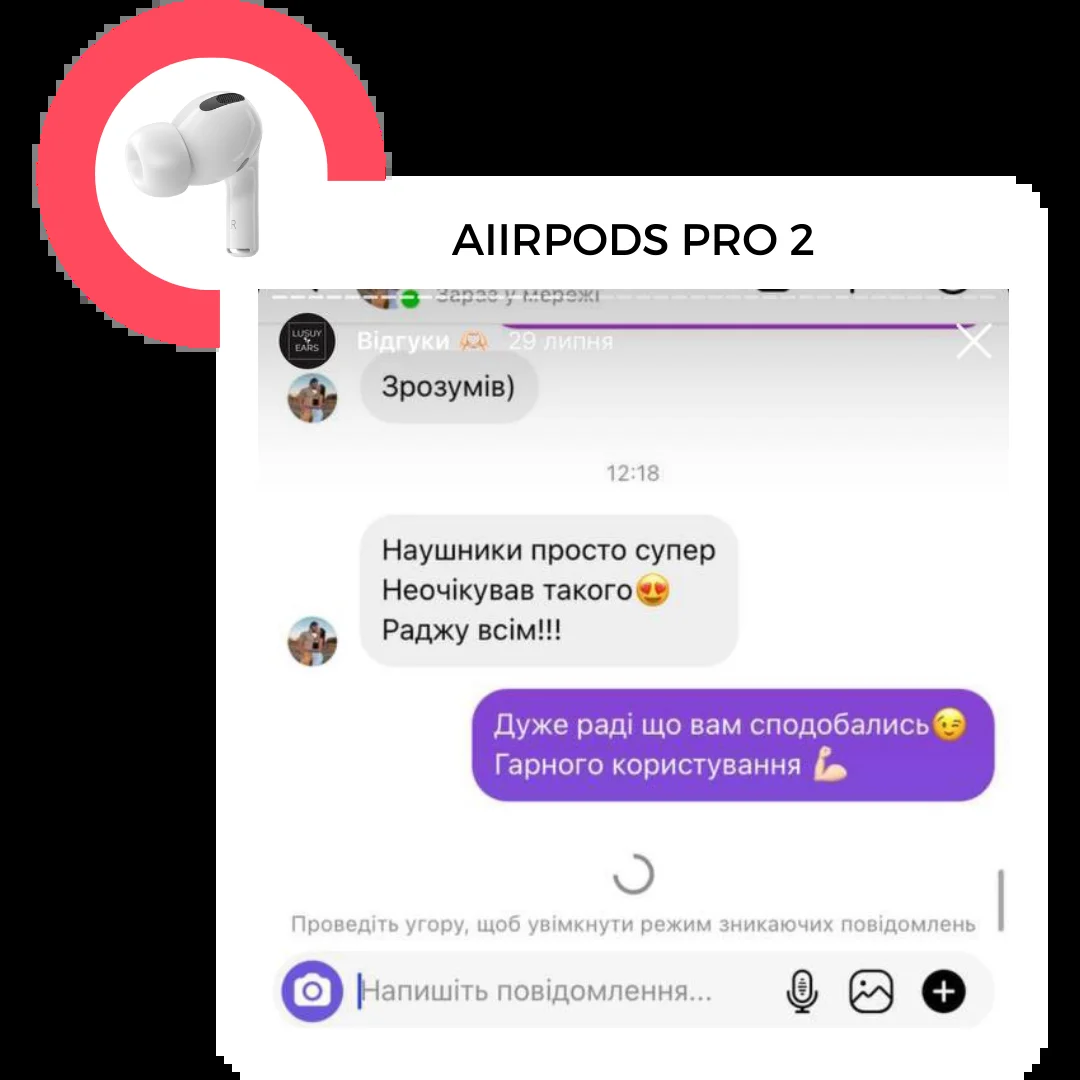 AIIRPODS PRO 2
Зараз у мережі
LUSUY
EARS
Відгуки 🫶🏻 29 липня
Зрозумів)
12:18
Наушники просто супер
Неочікував такого😍
Раджу всім!!!
Дуже раді що вам сподобались😉
Гарного користування 💪🏻
Проведіть угору, щоб увімкнути режим зникаючих повідомлень
Напишіть повідомлення...
R